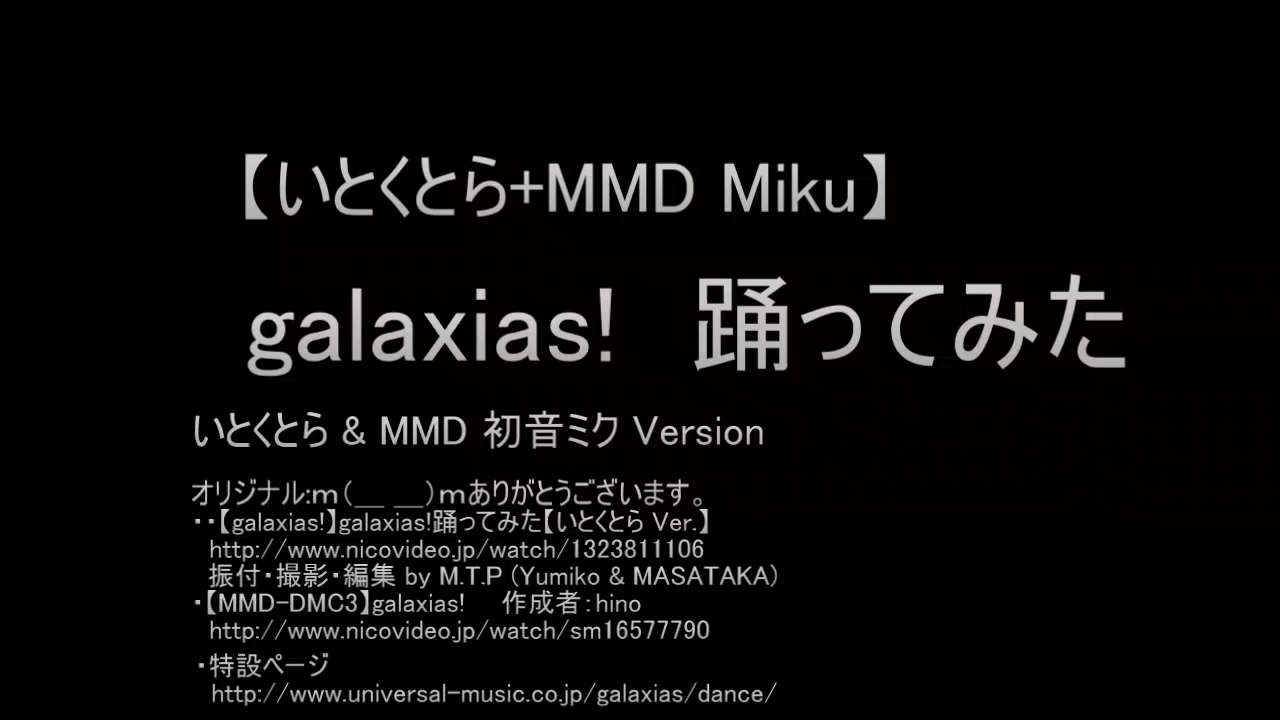 【いとくとら+MMD Miku】
galaxias!　踊ってみた
いとくとら & MMD 初音ミク Version
オリジナル:m（__ __）mありがとうございます。
・・【galaxias!】galaxias!踊ってみた【いとくとら Ver.】
http://www.nicovideo.jp/watch/1323811106
振付・撮影・編集 by M.T.P (Yumiko & MASATAKA)
・【MMD-DMC3】galaxias!　作成者：hino
http://www.nicovideo.jp/watch/sm16577790
・特設ページ
http://www.universal-music.co.jp/galaxias/dance/